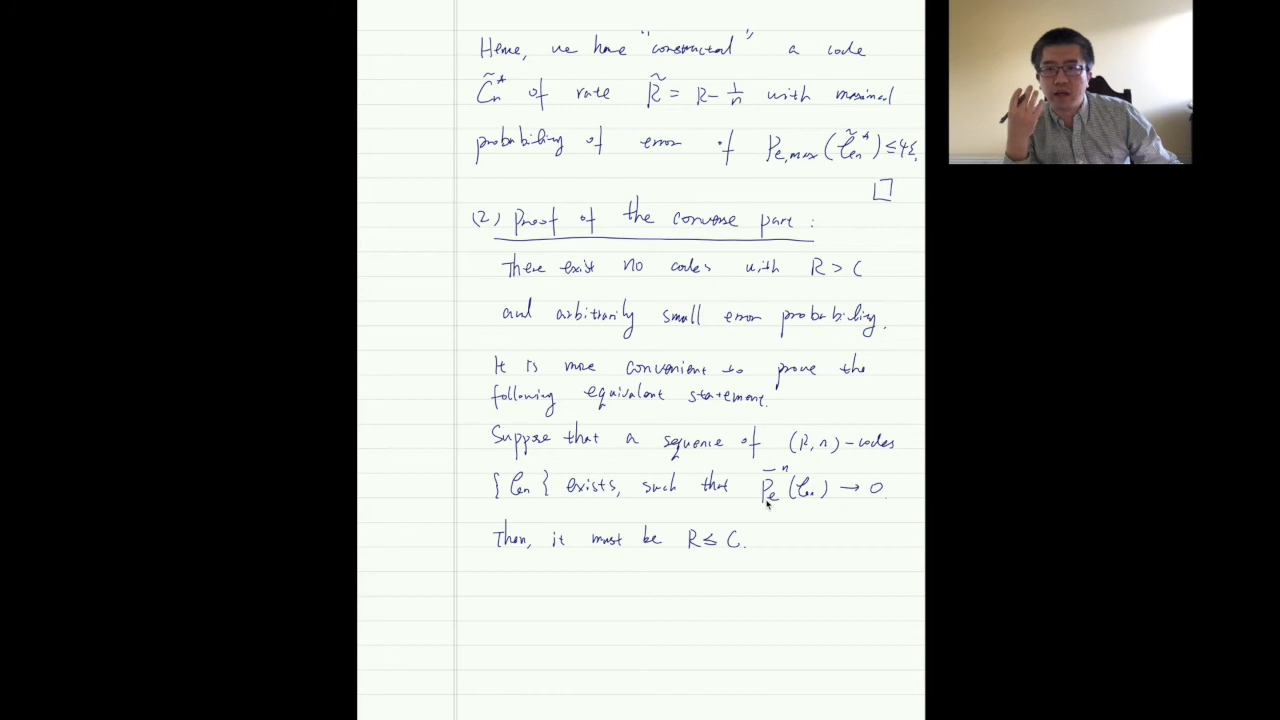 Hence, we have "constructed" a code
C̃n* of rate R̃ = R - 1/n with maximal
probability of error of Pe,max(C̃n*) ≤ 4ε.
□
(2) Proof of the converse part :
There exist no codes with R > C
and arbitrarily small error probability.
It is more convenient to prove the
following equivalent statement.
Suppose that a sequence of (R, n) - codes
{Cn} exists, such that P̄eⁿ(Cn) → 0.
Then, it must be R ≤ C.